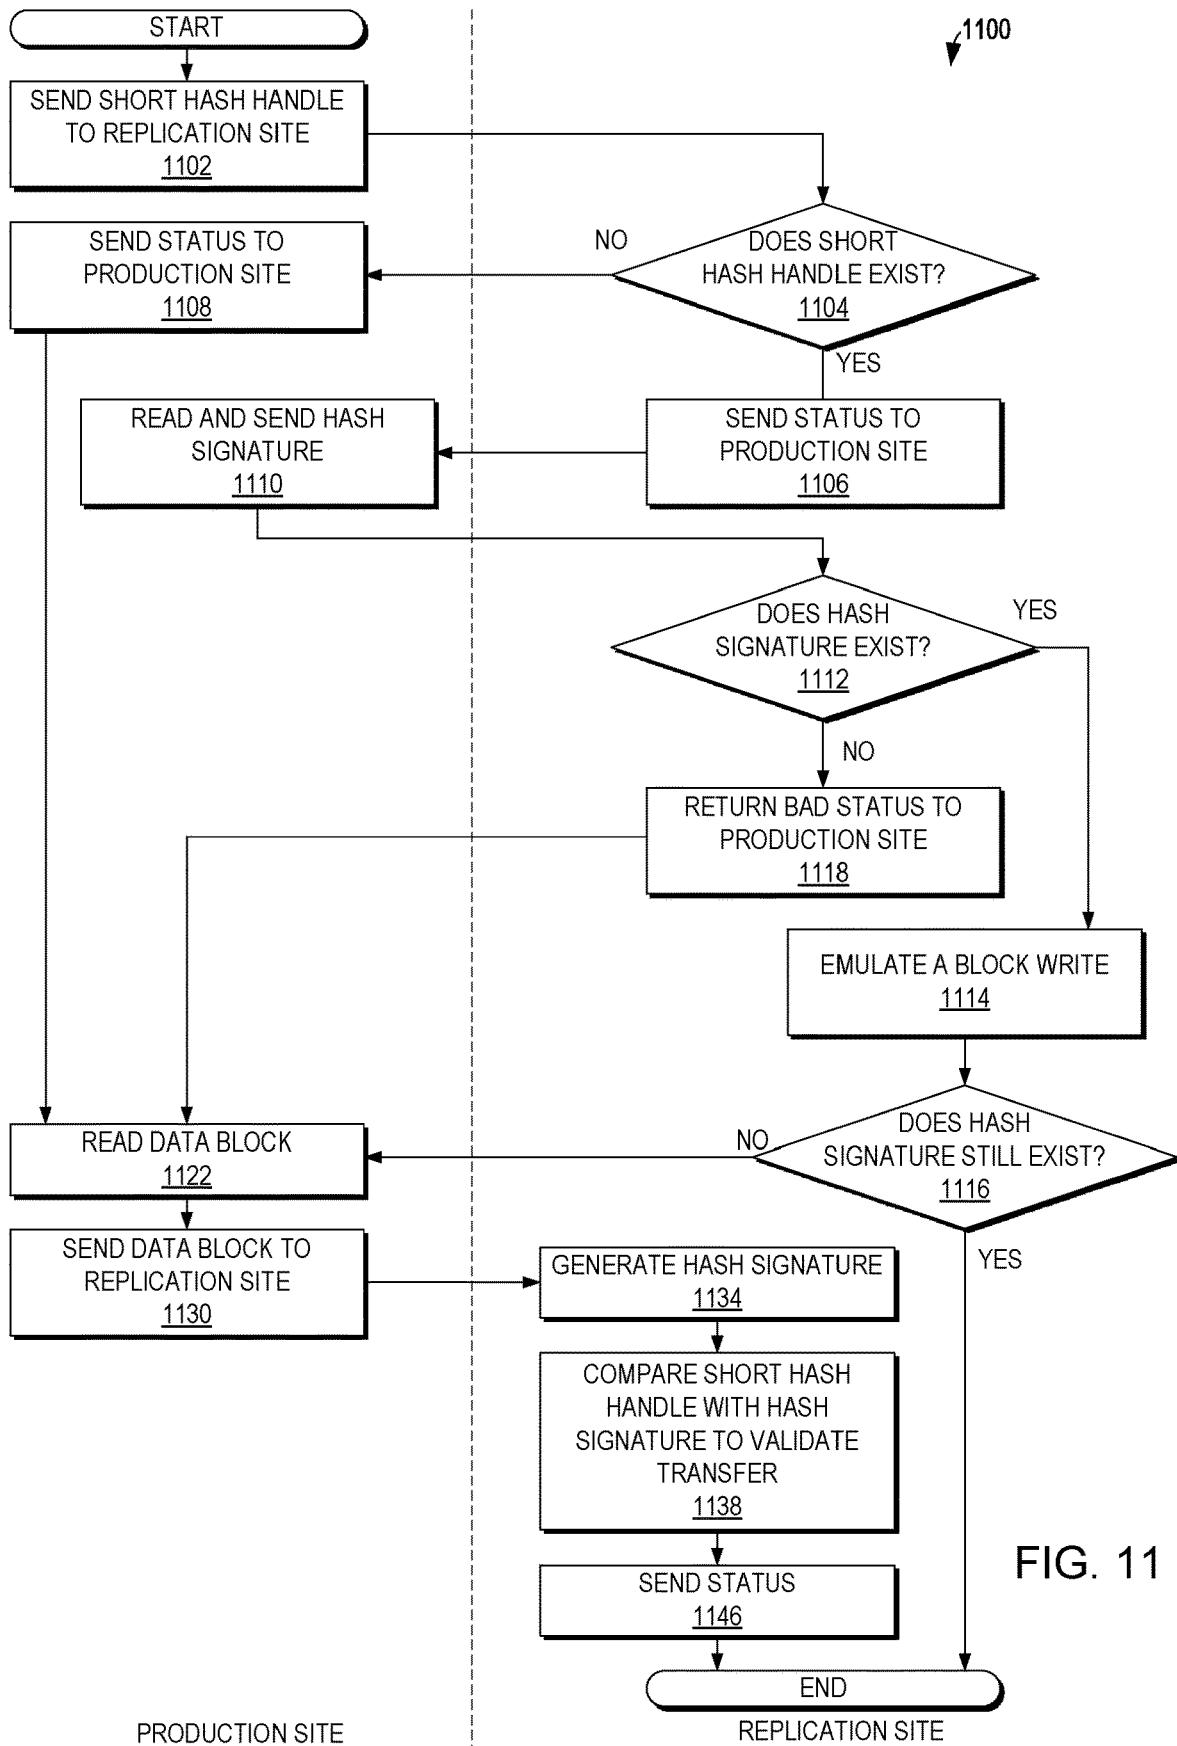 START
1100
SEND SHORT HASH HANDLE
TO REPLICATION SITE
1102
SEND STATUS TO
PRODUCTION SITE
1108
NO
DOES SHORT
HASH HANDLE EXIST?
1104
YES
READ AND SEND HASH
SIGNATURE
1110
SEND STATUS TO
PRODUCTION SITE
1106
DOES HASH
SIGNATURE EXIST?
1112
YES
NO
RETURN BAD STATUS TO
PRODUCTION SITE
1118
EMULATE A BLOCK WRITE
1114
READ DATA BLOCK
1122
NO
DOES HASH
SIGNATURE STILL EXIST?
1116
YES
SEND DATA BLOCK TO
REPLICATION SITE
1130
GENERATE HASH SIGNATURE
1134
COMPARE SHORT HASH
HANDLE WITH HASH
SIGNATURE TO VALIDATE
TRANSFER
1138
FIG. 11
SEND STATUS
1146
END
PRODUCTION SITE
REPLICATION SITE